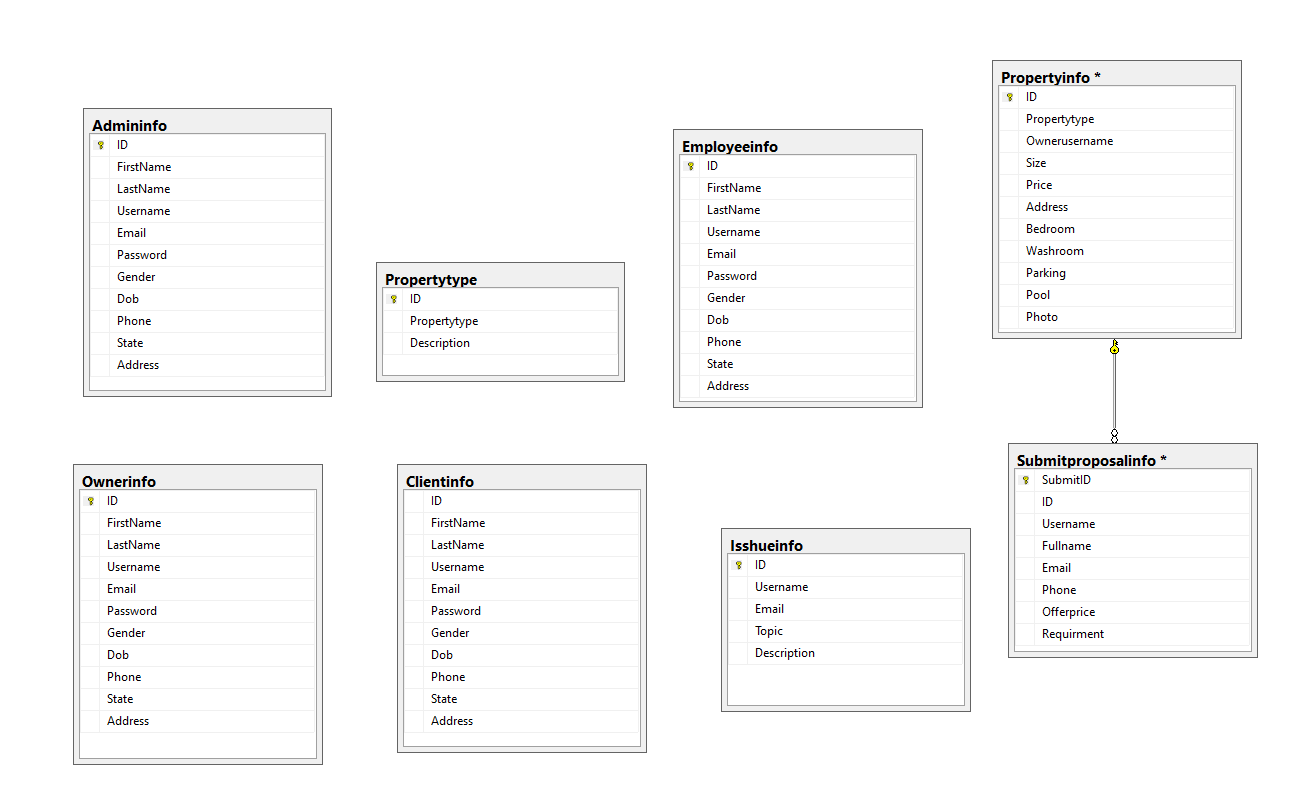 Admininfo
ID
FirstName
LastName
Username
Email
Password
Gender
Dob
Phone
State
Address
Propertytype
ID
Propertytype
Description
Employeeinfo
ID
FirstName
LastName
Username
Email
Password
Gender
Dob
Phone
State
Address
Propertyinfo *
ID
Propertytype
Ownerusername
Size
Price
Address
Bedroom
Washroom
Parking
Pool
Photo
Ownerinfo
ID
FirstName
LastName
Username
Email
Password
Gender
Dob
Phone
State
Address
Clientinfo
ID
FirstName
LastName
Username
Email
Password
Gender
Dob
Phone
State
Address
Isshueinfo
ID
Username
Email
Topic
Description
Submitproposalinfo *
SubmitID
ID
Username
Fullname
Email
Phone
Offerprice
Requirment